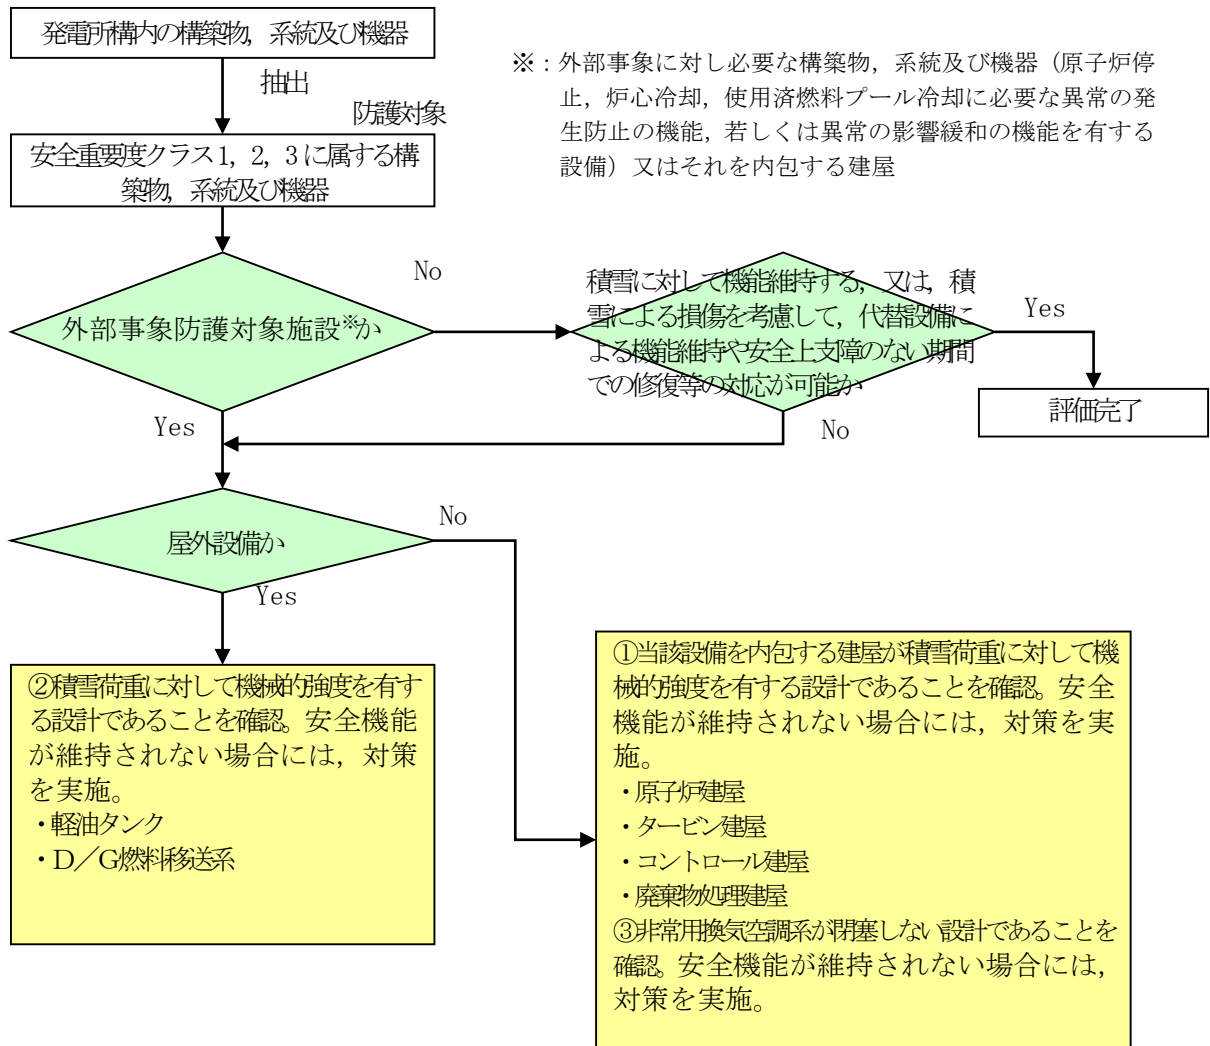 発電所構内の構築物，系統及び機器
抽出
防護対象
※：外部事象に対し必要な構築物，系統及び機器（原子炉停
止，炉心冷却，使用済燃料プール冷却に必要な異常の発
生防止の機能，若しくは異常の影響緩和の機能を有する
設備）又はそれを内包する建屋
安全重要度クラス1，2，3に属する構
築物，系統及び機器
外部事象防護対象施設※か
No
積雪に対して機能維持する，又は，積
雪による損傷を考慮して，代替設備に
よる機能維持や安全上支障のない期間
での修復等の対応が可能か
Yes
評価完了
Yes
No
屋外設備か
No
Yes
②積雪荷重に対して機械的強度を有す
る設計であることを確認。安全機能
が維持されない場合には，対策
を実施。
・軽油タンク
・D／G燃料移送系
①当該設備を内包する建屋が積雪荷重に対して機
械的強度を有する設計であることを確認。安全
機能が維持されない場合には，対策を実
施。
・原子炉建屋
・タービン建屋
・コントロール建屋
・廃棄物処理建屋
③非常用換気空調系が閉塞しない設計であることを
確認。安全機能が維持されない場合には，
対策を実施。